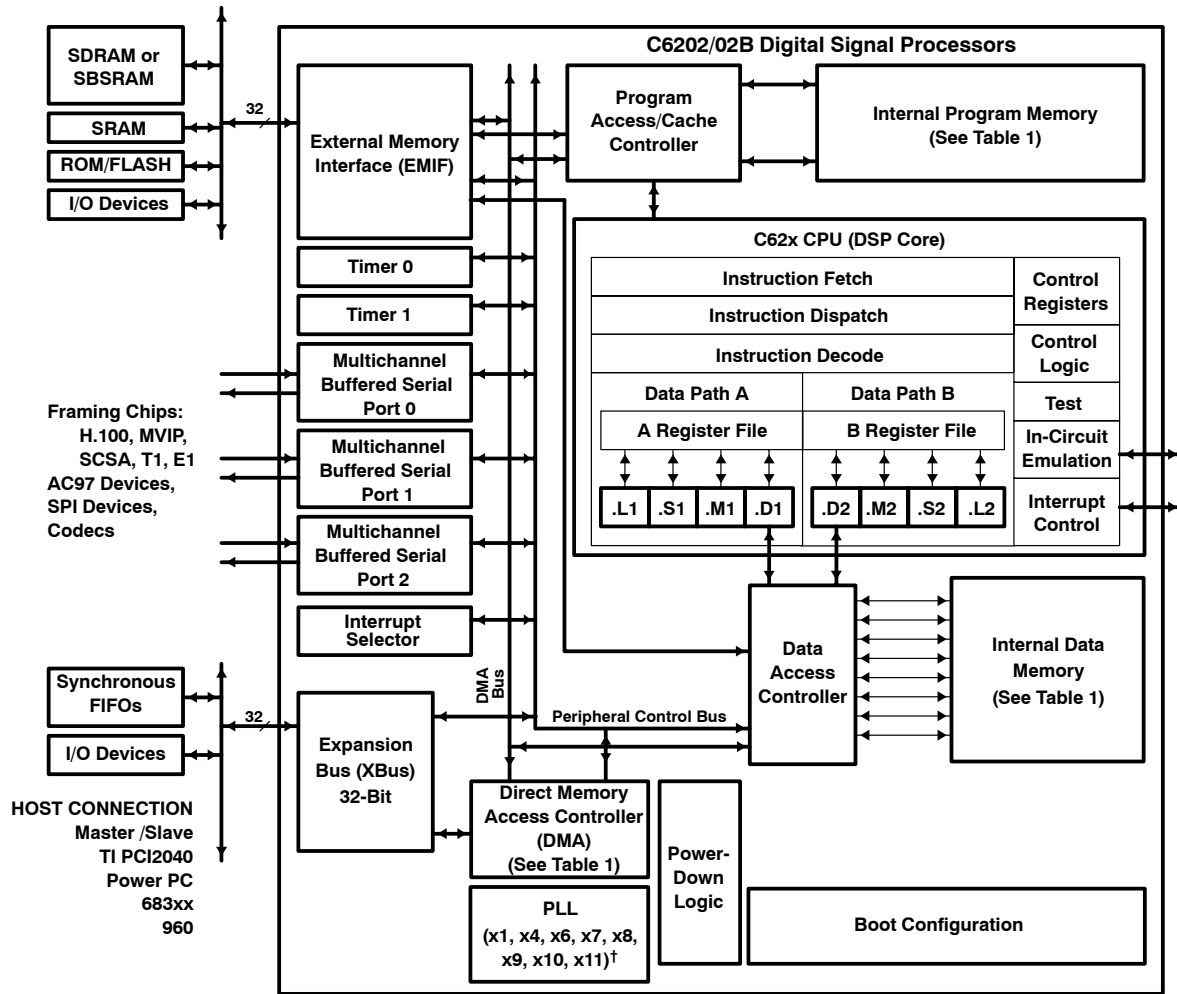 C6202/02B Digital Signal Processors
SDRAM or
SBSRAM
SRAM
ROM/FLASH
I/O Devices
32
External Memory
Interface (EMIF)
Program
Access/Cache
Controller
Internal Program Memory
(See Table 1)
Timer 0
Timer 1
Multichannel
Buffered Serial
Port 0
Multichannel
Buffered Serial
Port 1
Multichannel
Buffered Serial
Port 2
Interrupt
Selector
Framing Chips:
H.100, MVIP,
SCSA, T1, E1
AC97 Devices,
SPI Devices,
Codecs
C62x CPU (DSP Core)
Instruction Fetch
Instruction Dispatch
Instruction Decode
Data Path A
Data Path B
A Register File
B Register File
.L1 .S1 .M1 .D1
.D2 .M2 .S2 .L2
Control
Registers
Control
Logic
Test
In-Circuit
Emulation
Interrupt
Control
Synchronous
FIFOs
I/O Devices
32
HOST CONNECTION
Master /Slave
TI PCI2040
Power PC
683xx
960
Expansion
Bus (XBus)
32-Bit
DMA
Bus
Peripheral Control Bus
Data
Access
Controller
Internal Data
Memory
(See Table 1)
Direct Memory
Access Controller
(DMA)
(See Table 1)
PLL
(x1, x4, x6, x7, x8,
x9, x10, x11)†
Power-
Down
Logic
Boot Configuration